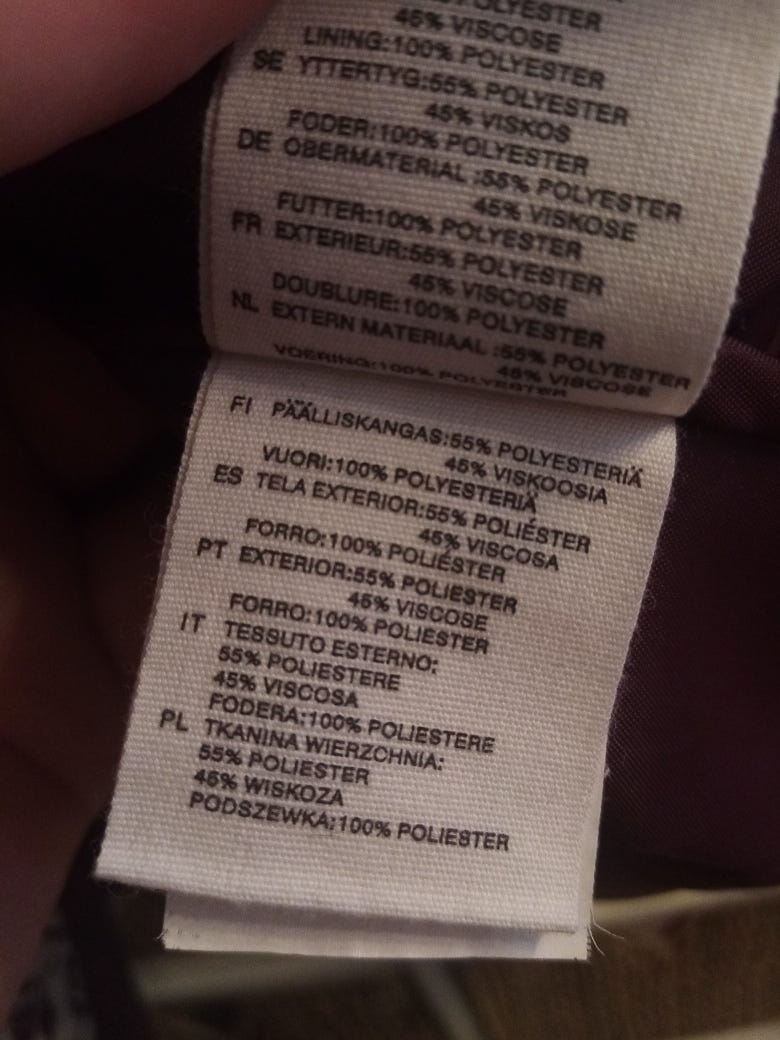 POLYESTER
45% VISCOSE
LINING:100% POLYESTER
SE YTTERTYG:55% POLYESTER
45% VISKOS
FODER:100% POLYESTER
DE OBERMATERIAL :55% POLYESTER
45% VISKOSE
FUTTER:100% POLYESTER
FR EXTERIEUR:55% POLYESTER
45% VISCOSE
DOUBLURE:100% POLYESTER
NL EXTERN MATERIAAL :55% POLYESTER
45% VISCOSE
VOERING:100% POLYESTER
FI PÄÄLLISKANGAS:55% POLYESTERIÄ
45% VISKOOSIA
VUORI:100% POLYESTERIÄ
ES TELA EXTERIOR:55% POLIÉSTER
45% VISCOSA
FORRO:100% POLIÉSTER
PT EXTERIOR:55% POLIESTER
45% VISCOSE
FORRO:100% POLIESTER
IT TESSUTO ESTERNO:
55% POLIESTERE
45% VISCOSA
FODERA:100% POLIESTERE
PL TKANINA WIERZCHNIA:
55% POLIESTER
45% WISKOZA
PODSZEWKA:100% POLIESTER